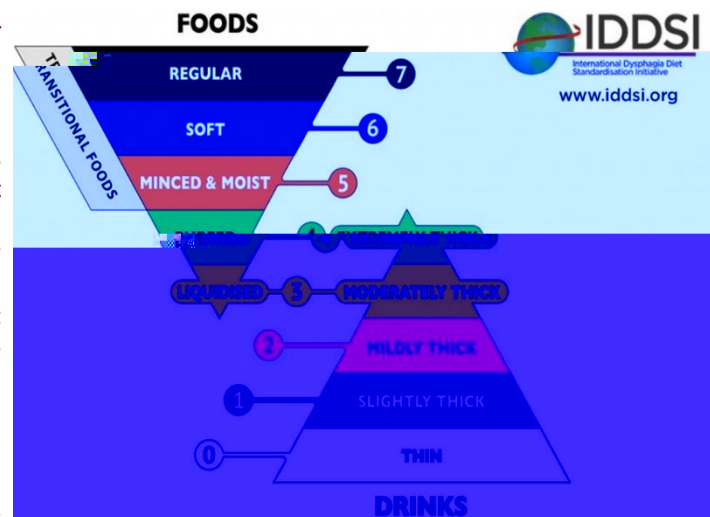 FOODS
IDDSI
International Dysphagia Diet
Standardisation Initiative
www.iddsi.org
TRANSITIONAL FOODS
REGULAR
7
SOFT
6
MINCED & MOIST
5
EXTREMELY THICK
LIQUIDISED
3
MODERATELY THICK
2
MILDLY THICK
1
SLIGHTLY THICK
0
THIN
DRINKS